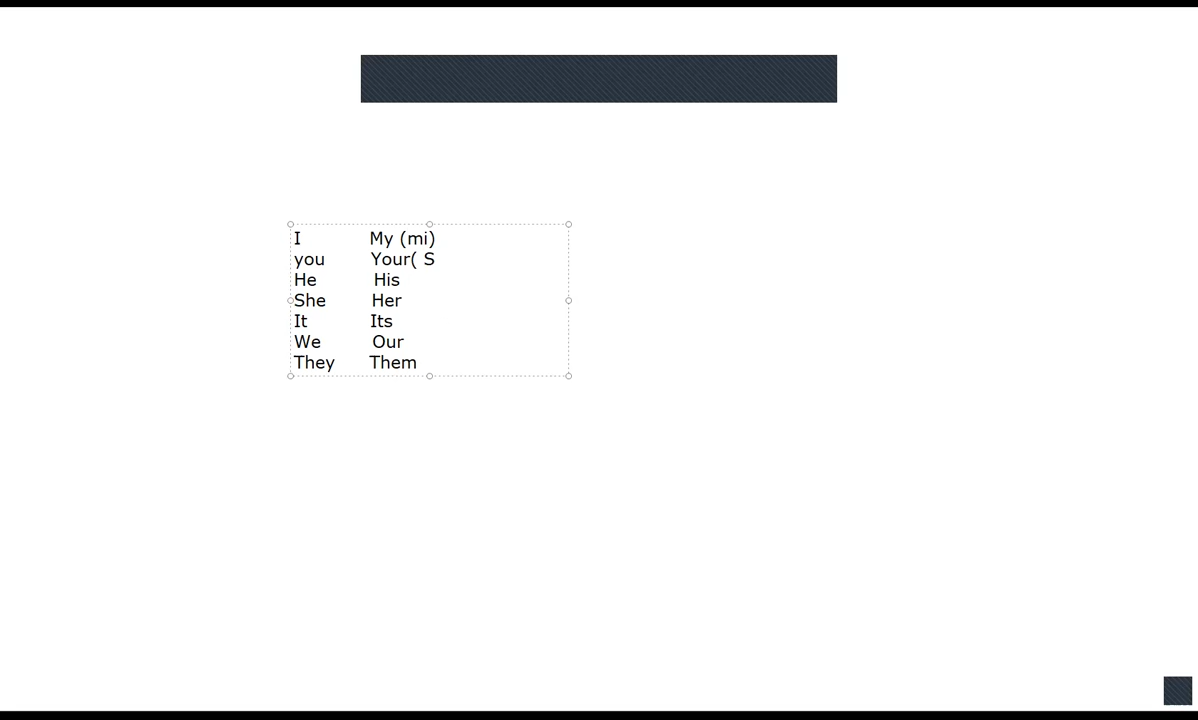 I My (mi)
you Your( S
He His
She Her
It Its
We Our
They Them